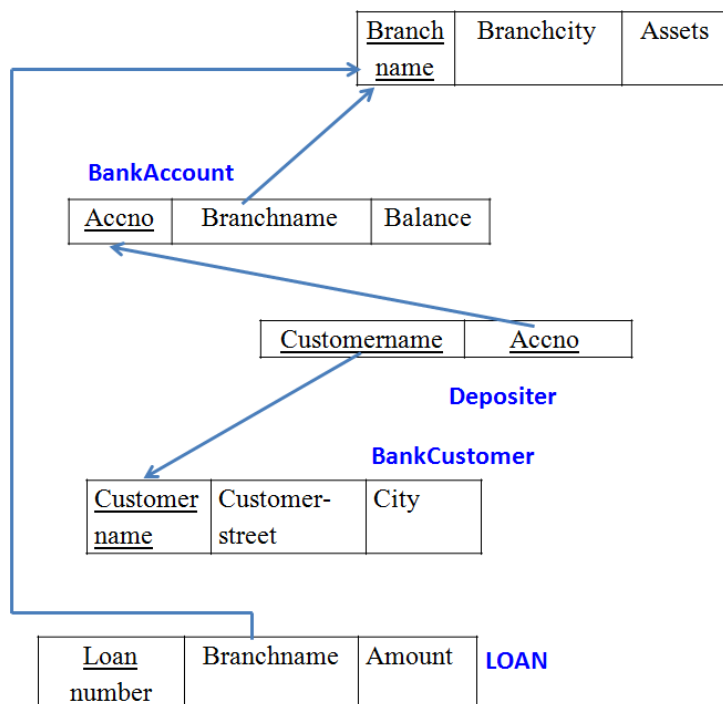 Branch name Branchcity Assets
BankAccount
Accno Branchname Balance
Customername Accno
Depositer
BankCustomer
Customer name Customer-street City
Loan number Branchname Amount LOAN